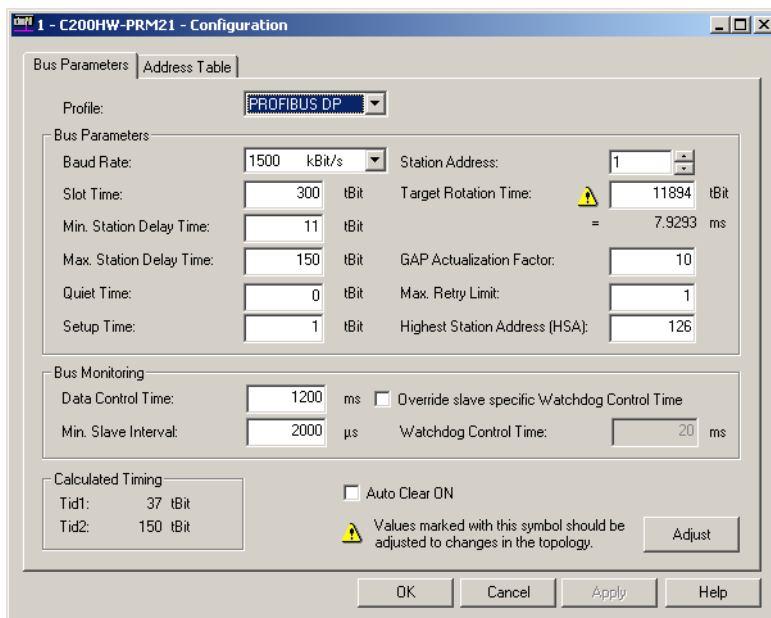 1 - C200HW-PRM21 - Configuration
Bus Parameters Address Table
Profile: PROFIBUS DP
Bus Parameters
Baud Rate: 1500 kBit/s Station Address: 1
Slot Time: 300 tBit Target Rotation Time: 11894 tBit
Min. Station Delay Time: 11 tBit = 7.9293 ms
Max. Station Delay Time: 150 tBit GAP Actualization Factor: 10
Quiet Time: 0 tBit Max. Retry Limit: 1
Setup Time: 1 tBit Highest Station Address (HSA): 126
Bus Monitoring
Data Control Time: 1200 ms Override slave specific Watchdog Control Time
Min. Slave Interval: 2000 µs Watchdog Control Time: 20 ms
Calculated Timing
Tid1: 37 tBit
Tid2: 150 tBit
Auto Clear ON
Values marked with this symbol should be
adjusted to changes in the topology.
Adjust
OK Cancel Apply Help